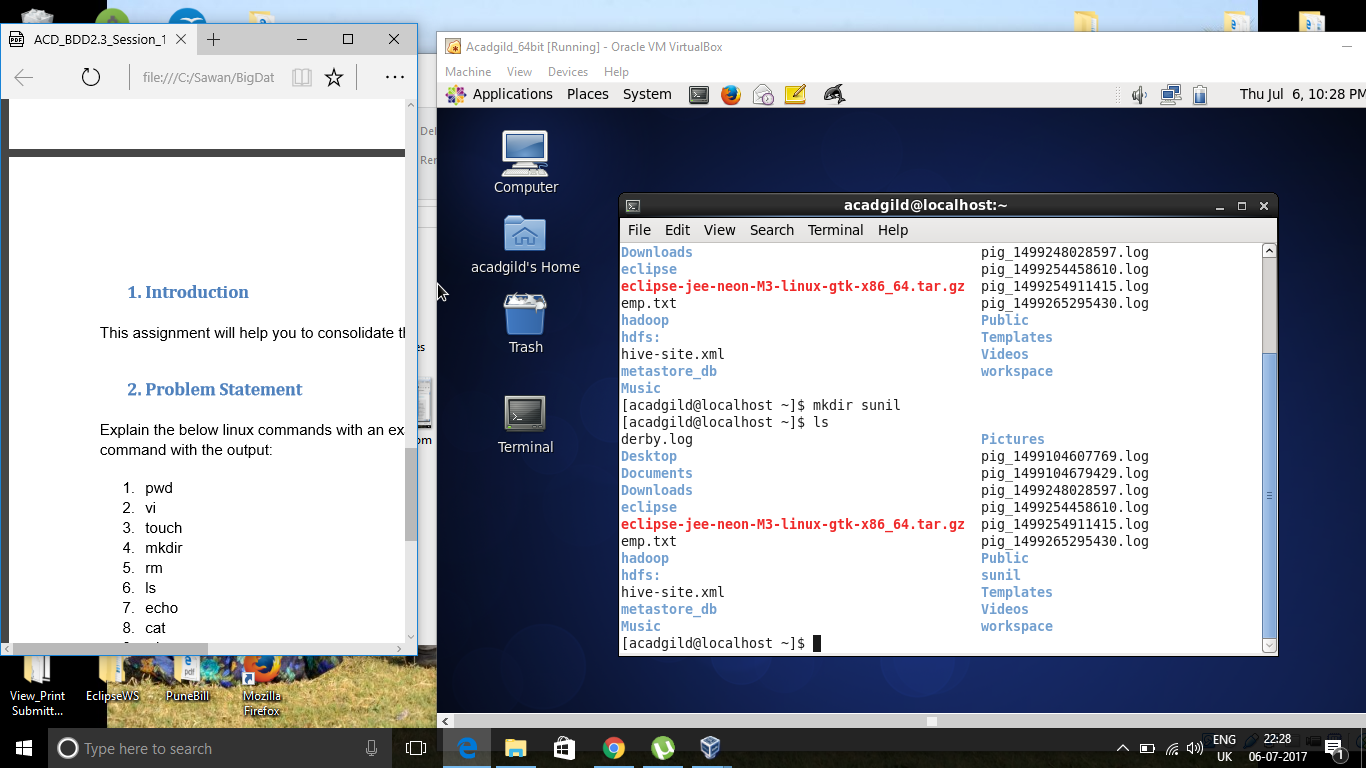 ACD_BDD2.3_Session_1
file:///C:/Sawan/BigDat
1. Introduction
This assignment will help you to consolidate th
2. Problem Statement
Explain the below linux commands with an ex
command with the output:
1. pwd
2. vi
3. touch
4. mkdir
5. rm
6. ls
7. echo
8. cat
Del
Rer
es
om
Acadgild_64bit [Running] - Oracle VM VirtualBox
Machine View Devices Help
Applications Places System
Thu Jul 6, 10:28 PM
Computer
acadgild's Home
Trash
Terminal
acadgild@localhost:~
File Edit View Search Terminal Help
Downloads pig_1499248028597.log
eclipse pig_1499254458610.log
eclipse-jee-neon-M3-linux-gtk-x86_64.tar.gz pig_1499254911415.log
emp.txt pig_1499265295430.log
hadoop Public
hdfs: Templates
hive-site.xml Videos
metastore_db workspace
Music
[acadgild@localhost ~]$ mkdir sunil
[acadgild@localhost ~]$ ls
derby.log Pictures
Desktop pig_1499104607769.log
Documents pig_1499104679429.log
Downloads pig_1499248028597.log
eclipse pig_1499254458610.log
eclipse-jee-neon-M3-linux-gtk-x86_64.tar.gz pig_1499254911415.log
emp.txt pig_1499265295430.log
hadoop Public
hdfs: sunil
hive-site.xml Templates
metastore_db Videos
Music workspace
[acadgild@localhost ~]$
View_Print
Submitt...
EclipseWS
PuneBill
Mozilla
Firefox
Type here to search
ENG
UK
22:28
06-07-2017
1